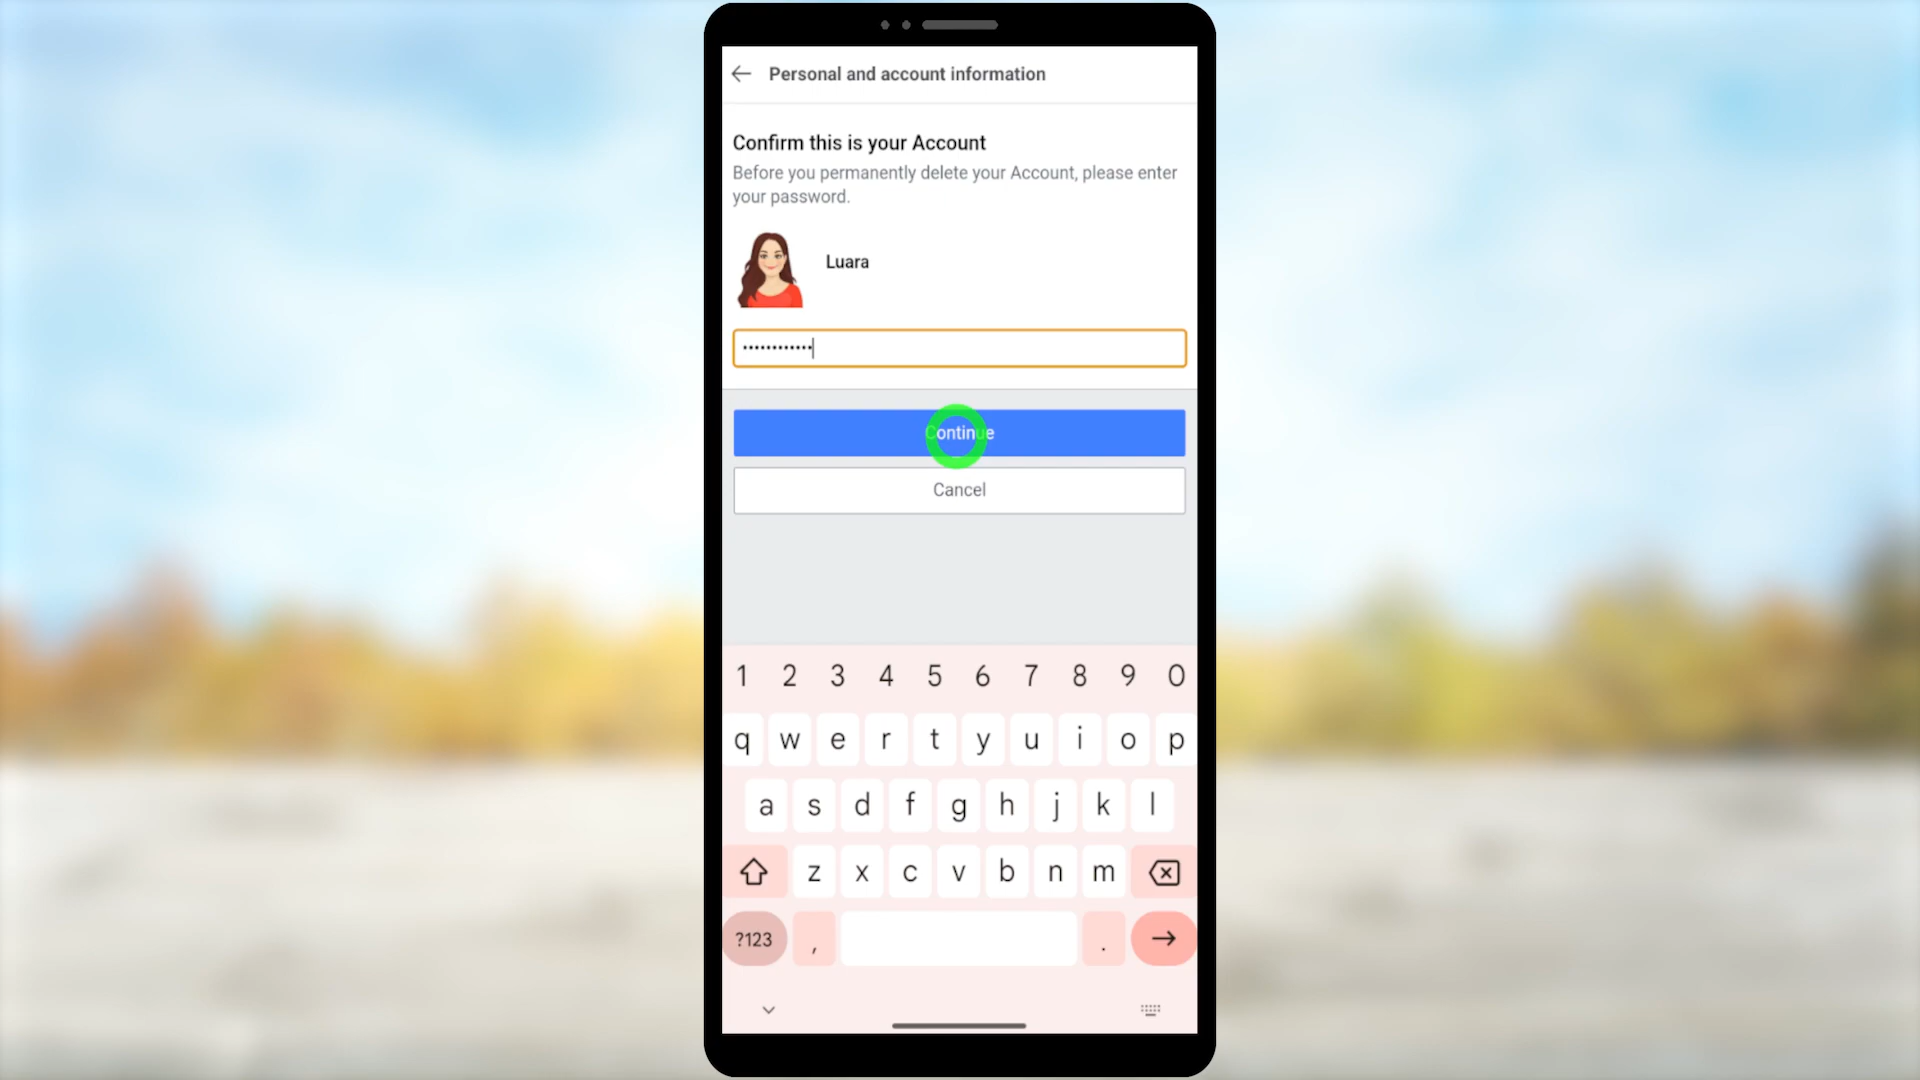 Personal and account information
Confirm this is your Account
Before you permanently delete your Account, please enter
your password.
Luara
••••••••••••
Continue
Cancel
1 2 3 4 5 6 7 8 9 0
q w e r t y u i o p
a s d f g h j k l
z x c v b n m
?123 , .